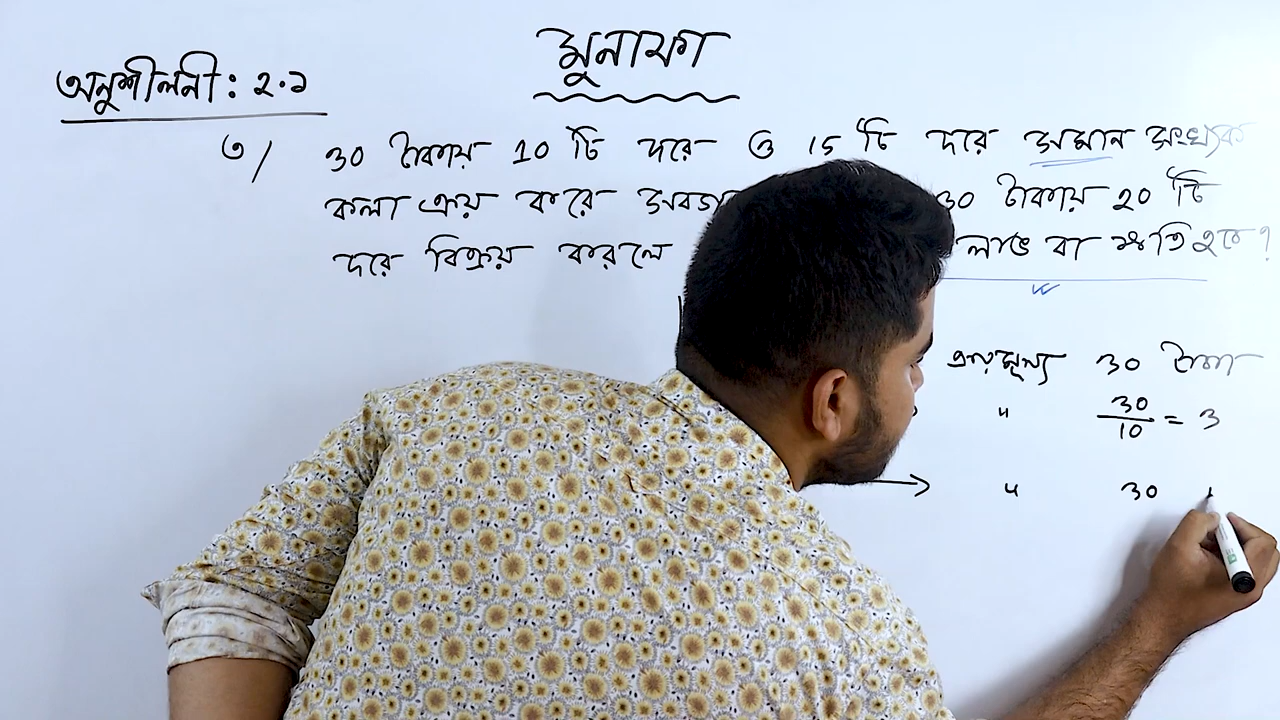 মুনাফা
অনুশীলনী: ২.১
৩/ 30 টাকায় 10 টি দরে ও 15 টি দরে সমান সংখ্যক
কলা ক্রয় করে 30 টাকায় 20 টি
দরে বিক্রয় করলে লাভ বা ক্ষতি হবে?
ক্রয়মূল্য 30 টাকা
" 30/10 = 3
" 30